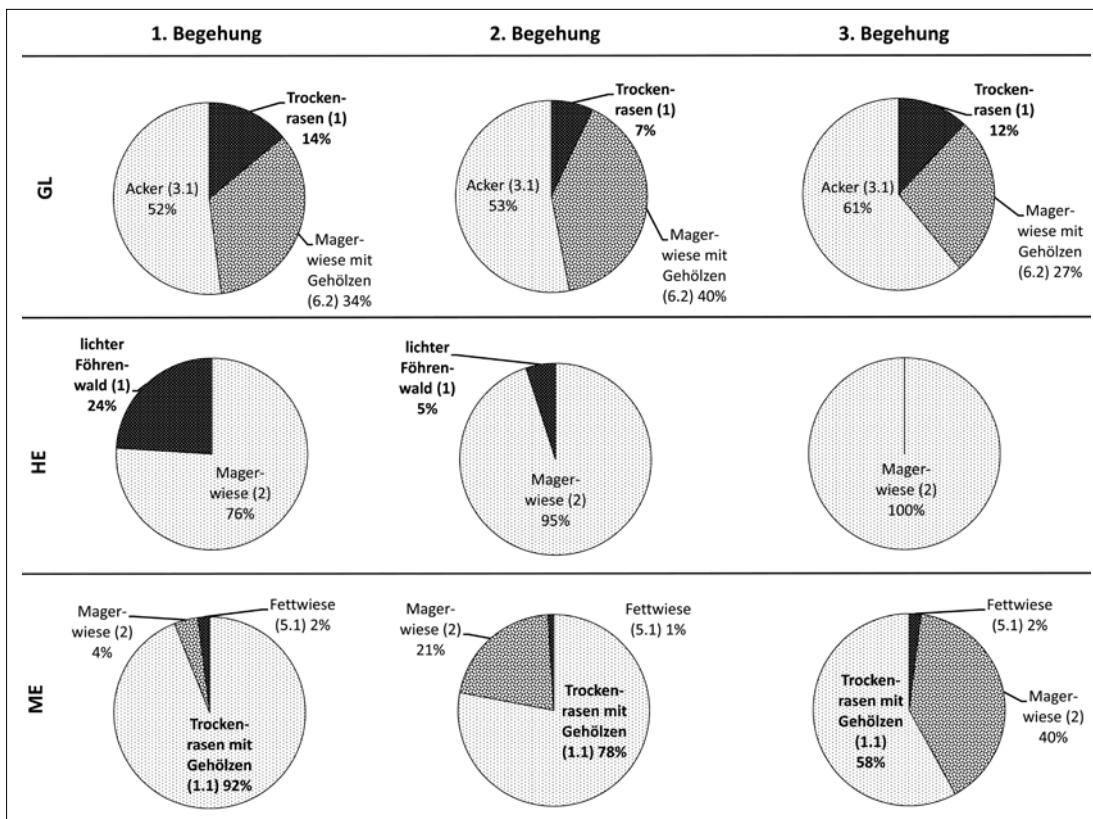 1. Begehung
2. Begehung
3. Begehung
GL
Trocken-
rasen (1)
14%
Acker (3.1)
52%
Mager-
wiese mit
Gehölzen
(6.2) 34%
Trocken-
rasen (1)
7%
Acker (3.1)
53%
Mager-
wiese mit
Gehölzen
(6.2) 40%
Trocken-
rasen (1)
12%
Acker (3.1)
61%
Mager-
wiese mit
Gehölzen
(6.2) 27%
HE
lichter
Föhren-
wald (1)
24%
Mager-
wiese (2)
76%
lichter
Föhren-
wald (1)
5%
Mager-
wiese (2)
95%
Mager-
wiese (2)
100%
ME
Mager-
wiese (2)
4%
Fettwiese
(5.1) 2%
Trocken-
rasen mit
Gehölzen
(1.1) 92%
Mager-
wiese (2)
21%
Fettwiese
(5.1) 1%
Trocken-
rasen mit
Gehölzen
(1.1) 78%
Fettwiese
(5.1) 2%
Trocken-
rasen mit
Gehölzen
(1.1)
58%
Mager-
wiese (2)
40%